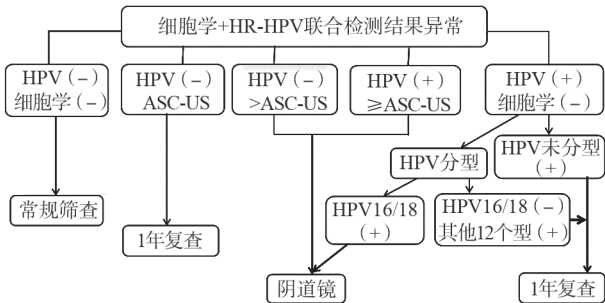 细胞学+HR-HPV联合检测结果异常
HPV（-）
细胞学（-）
HPV（-）
ASC-US
HPV（-）
>ASC-US
HPV（+）
≥ASC-US
HPV（+）
细胞学（-）
HPV分型
HPV未分型
（+）
常规筛查
HPV16/18
（+）
HPV16/18（-）
其他12个型（+）
1年复查
阴道镜
1年复查